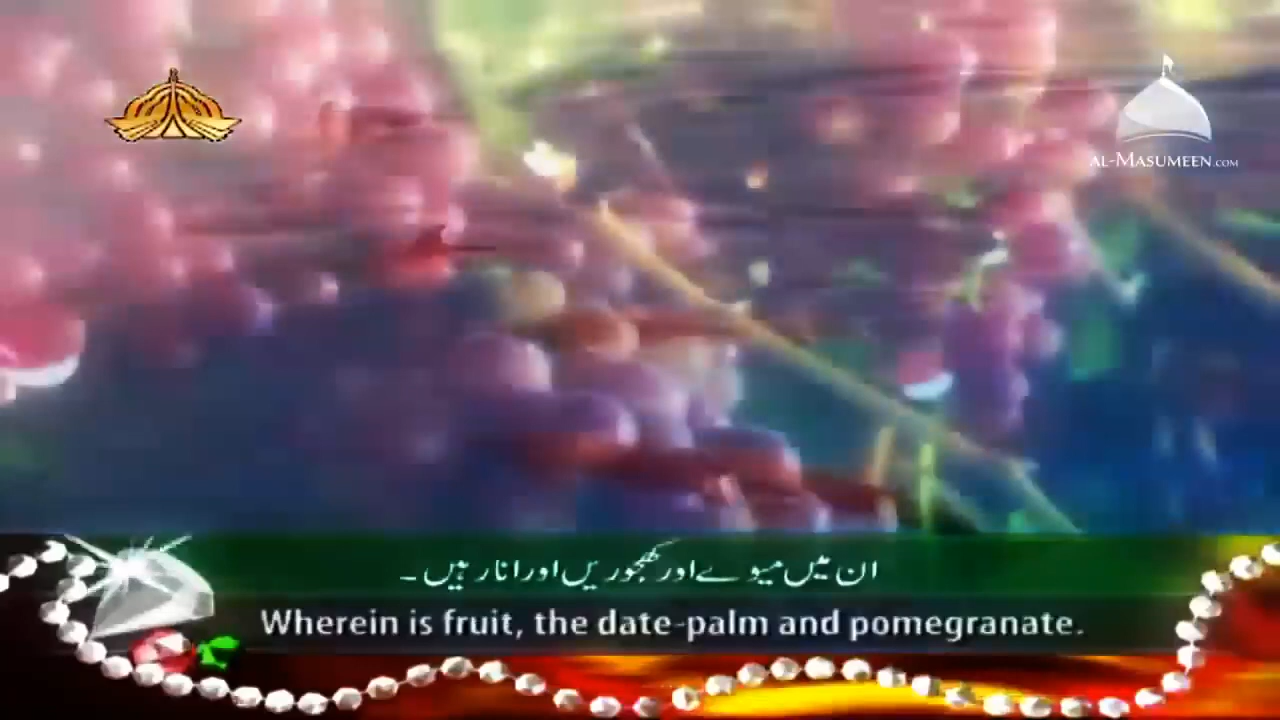 AL-MASUMEEN.COM
ان میں میوے اور کھجوریں اور انار ہیں ۔
Wherein is fruit, the date-palm and pomegranate.